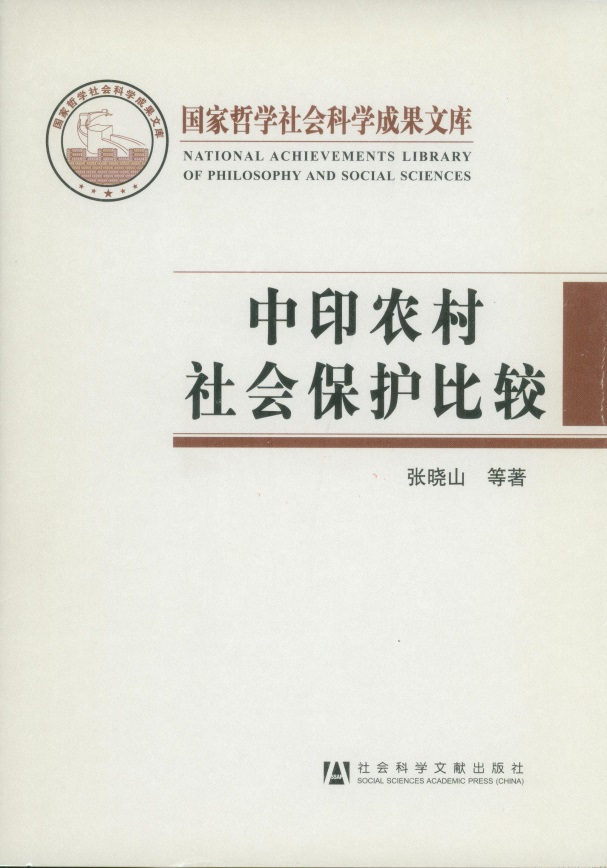 国家哲学社会科学成果文库
国家哲学社会科学成果文库
NATIONAL ACHIEVEMENTS LIBRARY
OF PHILOSOPHY AND SOCIAL SCIENCES
中印农村
社会保护比较
张晓山 等著
SSAP
社会科学文献出版社
SOCIAL SCIENCES ACADEMIC PRESS (CHINA)